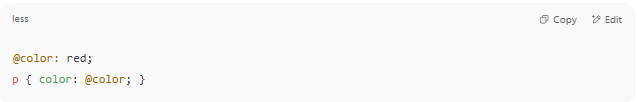 less Copy Edit
@color: red;
p { color: @color; }